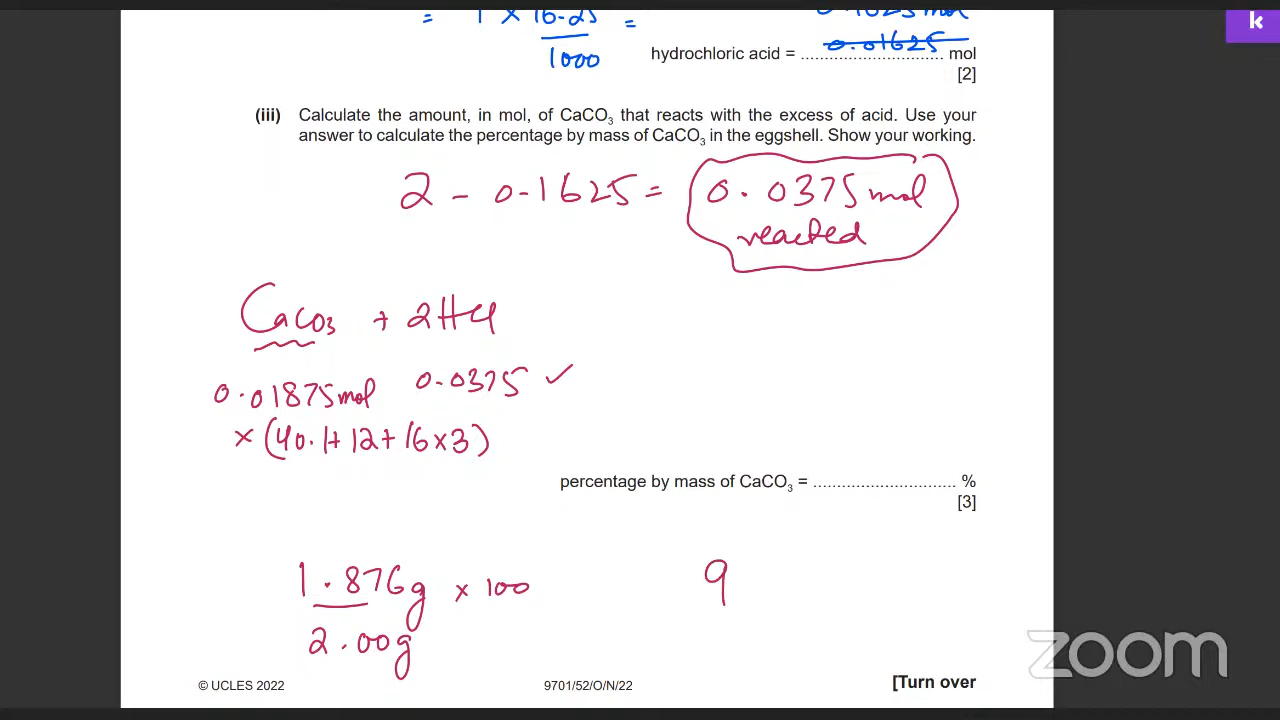 = 1 × 16.25 = 0.1625 mol
k
1000
0.01625
hydrochloric acid = .............................. mol
[2]
(iii) Calculate the amount, in mol, of CaCO₃ that reacts with the excess of acid. Use your
answer to calculate the percentage by mass of CaCO₃ in the eggshell. Show your working.
2 - 0.1625 = 0.0375 mol
reacted
CaCO₃ + 2HCl
0.01875 mol 0.0375 ✓
× (40.1 + 12 + 16 × 3)
percentage by mass of CaCO₃ = .............................. %
[3]
1.876g × 100 9
2.00g
zoom
© UCLES 2022 9701/52/O/N/22 [Turn over